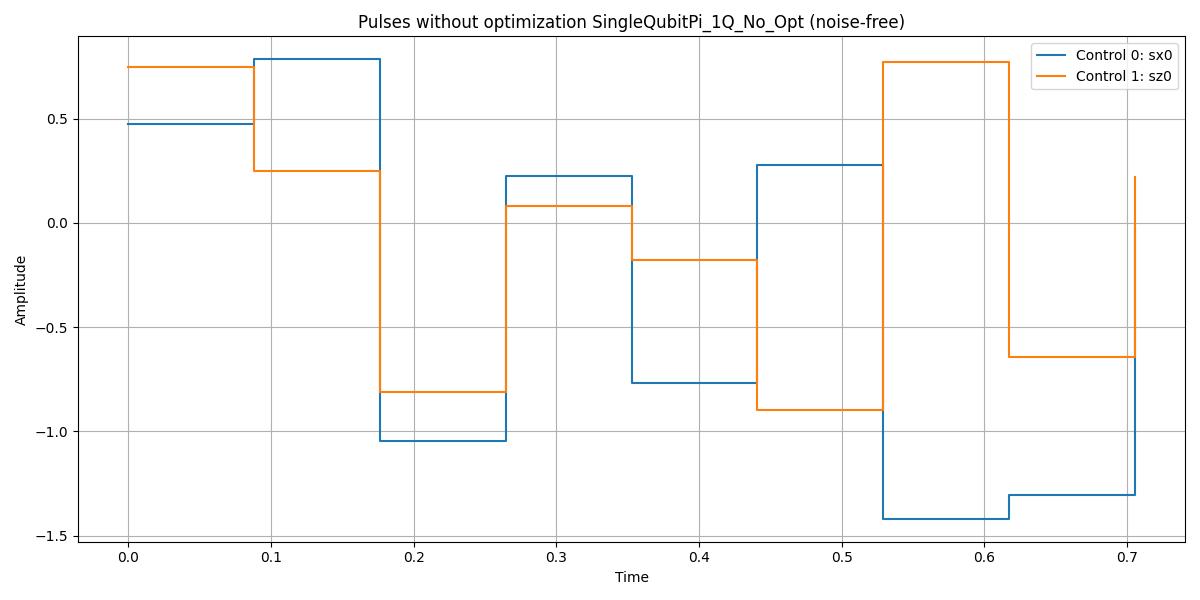 Pulses without optimization SingleQubitPi_1Q_No_Opt (noise-free)
Control 0: sx0
Control 1: sz0
Amplitude
0.5
0.0
−0.5
−1.0
−1.5
0.0 0.1 0.2 0.3 0.4 0.5 0.6 0.7
Time